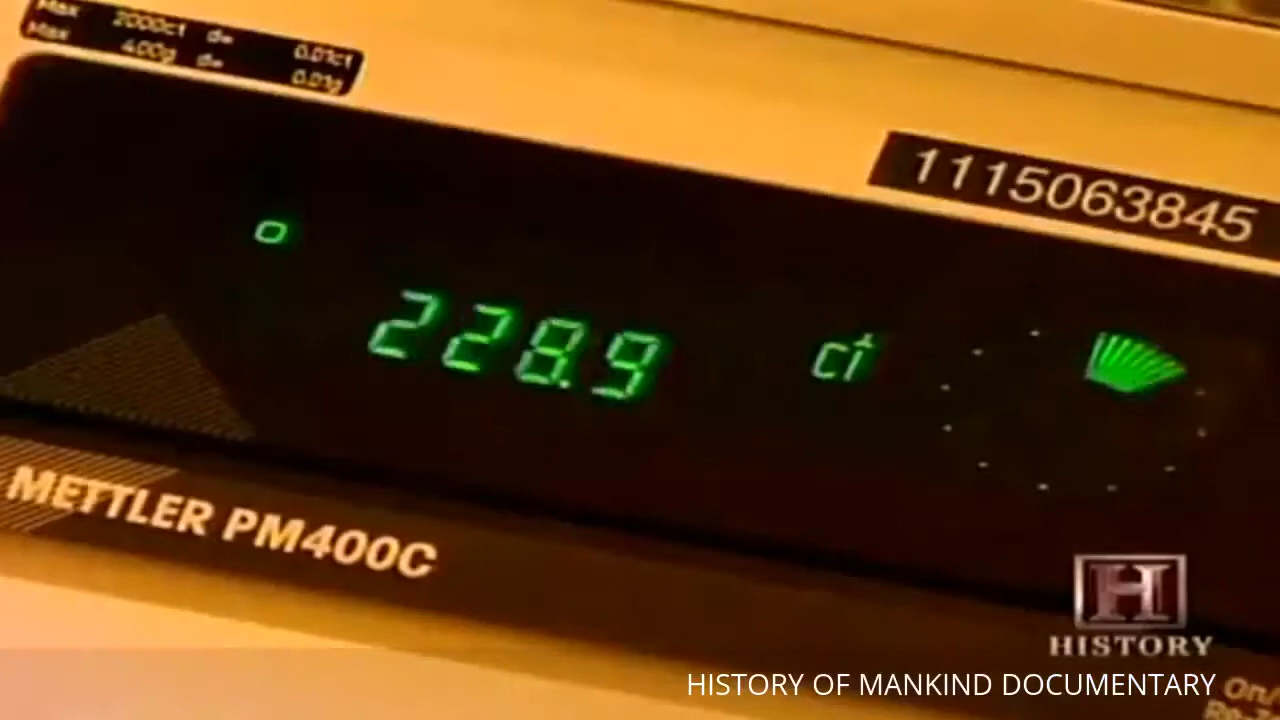 Max 2000ct d= 0.01ct
Max 400g d= 0.01g
1115063845
228.9 ct
METTLER PM400C
H
HISTORY
HISTORY OF MANKIND DOCUMENTARY
On/